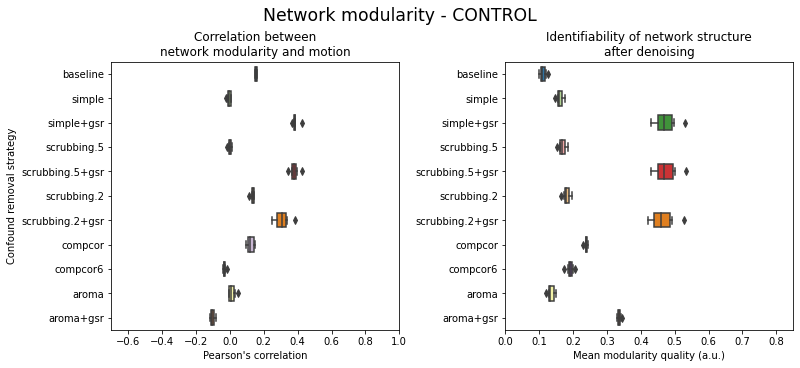 Network modularity - CONTROL
Correlation between
network modularity and motion
Confound removal strategy
baseline
simple
simple+gsr
scrubbing.5
scrubbing.5+gsr
scrubbing.2
scrubbing.2+gsr
compcor
compcor6
aroma
aroma+gsr
−0.6 −0.4 −0.2 0.0 0.2 0.4 0.6 0.8 1.0
Pearson's correlation
Identifiability of network structure
after denoising
baseline
simple
simple+gsr
scrubbing.5
scrubbing.5+gsr
scrubbing.2
scrubbing.2+gsr
compcor
compcor6
aroma
aroma+gsr
0.0 0.1 0.2 0.3 0.4 0.5 0.6 0.7 0.8
Mean modularity quality (a.u.)